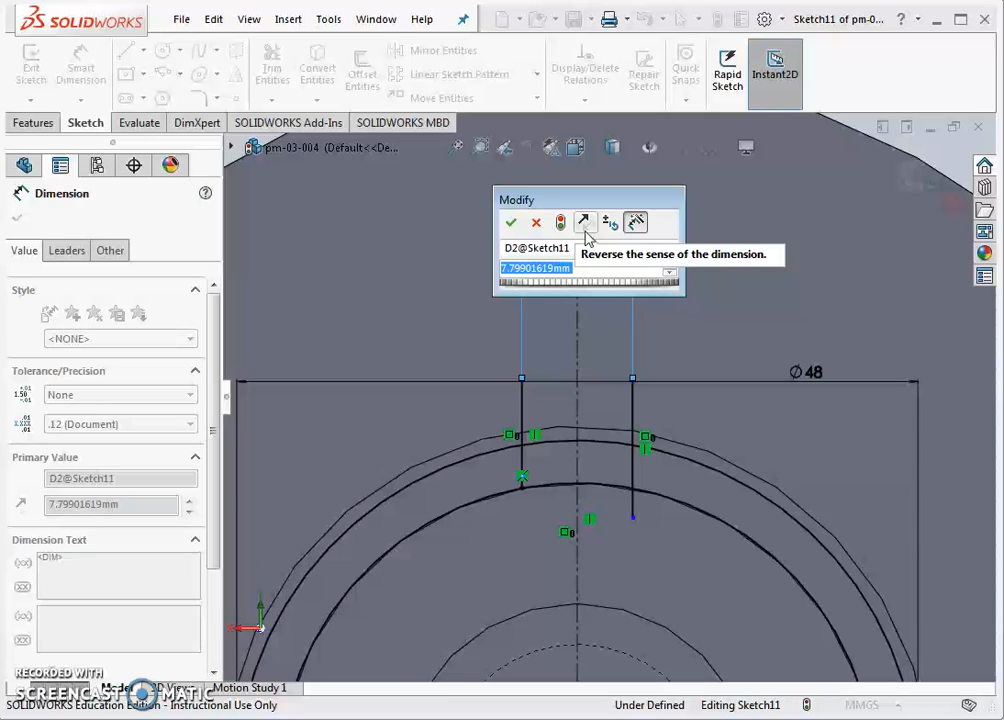 SOLIDWORKS
File Edit View Insert Tools Window Help
Sketch11 of pm-0...
?
Exit Sketch
Smart Dimension
Trim Entities
Convert Entities
Offset Entities
Mirror Entities
Linear Sketch Pattern
Move Entities
Display/Delete Relations
Repair Sketch
Quick Snaps
Rapid Sketch
Instant2D
Features Sketch Evaluate DimXpert SOLIDWORKS Add-Ins SOLIDWORKS MBD
pm-03-004 (Default<<De...
Dimension
?
Value Leaders Other
Style
<NONE>
Tolerance/Precision
None
.12 (Document)
Primary Value
D2@Sketch11
7.79901619mm
Dimension Text
<DIM>
Modify
D2@Sketch11
7.79901619mm
Reverse the sense of the dimension.
Ø 48
RECORDED WITH
SCREENCAST MATIC
Model 3D Views Motion Study 1
SOLIDWORKS Education Edition - Instructional Use Only
Under Defined Editing Sketch11 MMGS